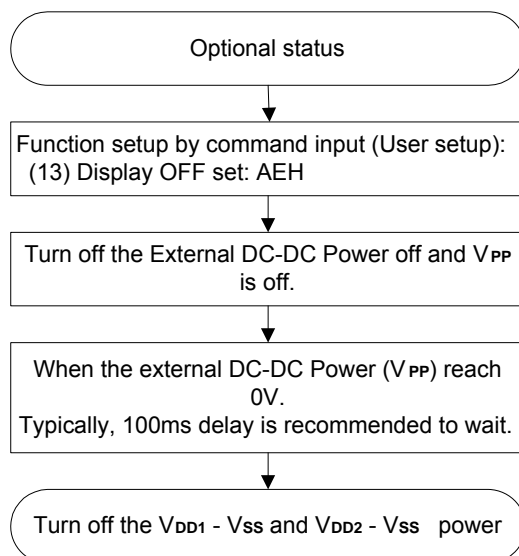 Optional status
Function setup by command input (User setup):
(13) Display OFF set: AEH
Turn off the External DC-DC Power off and VPP
is off.
When the external DC-DC Power (VPP) reach
0V.
Typically, 100ms delay is recommended to wait.
Turn off the VDD1 - VSS and VDD2 - VSS power